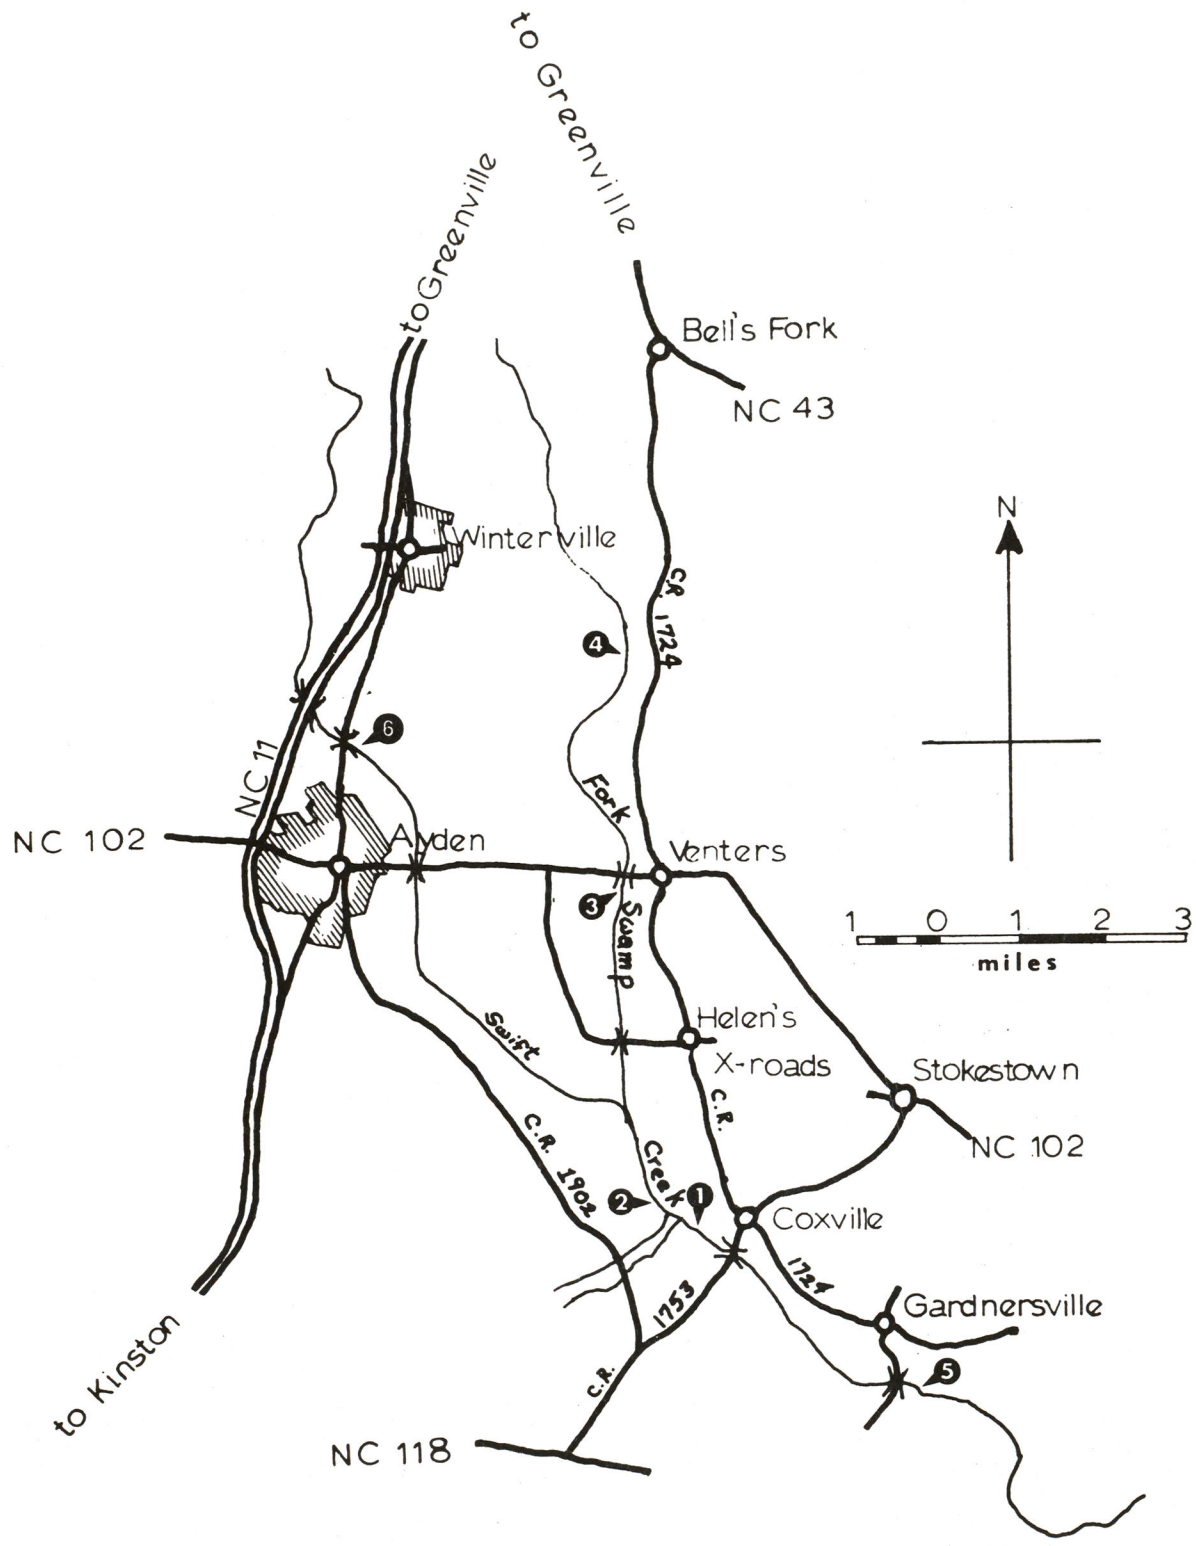 to Greenville
to Greenville
Bell's Fork
NC 43
N
Winterville
C.R. 1724
4
6
NC 11
Fork
NC 102
Ayden
Venters
3
Swamp
1 0 1 2 3
miles
Helen's
X-roads
Swift
Stokestown
C.R.
NC 102
C.R. 1902
Creek
2
1
Coxville
1724
1753
Gardnersville
to Kinston
C.R.
5
NC 118